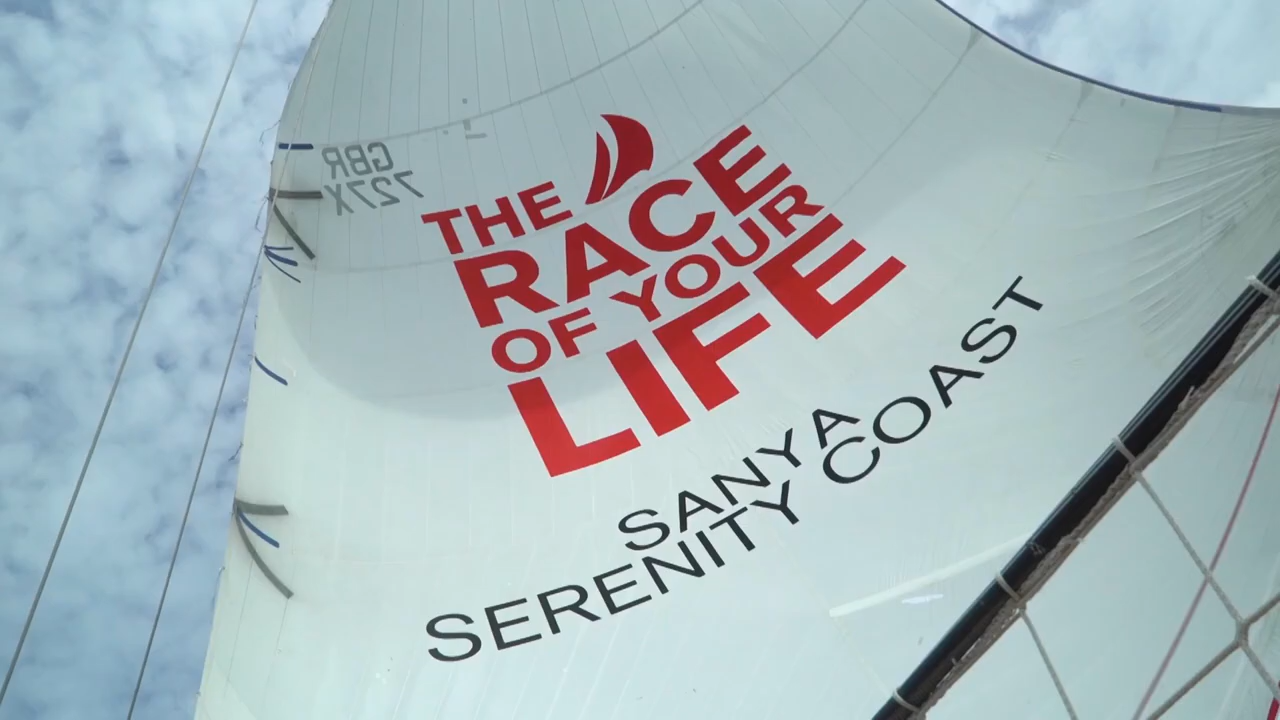 GBR
727X
THE
RACE
OF YOUR
LIFE
SANYA
SERENITY COAST